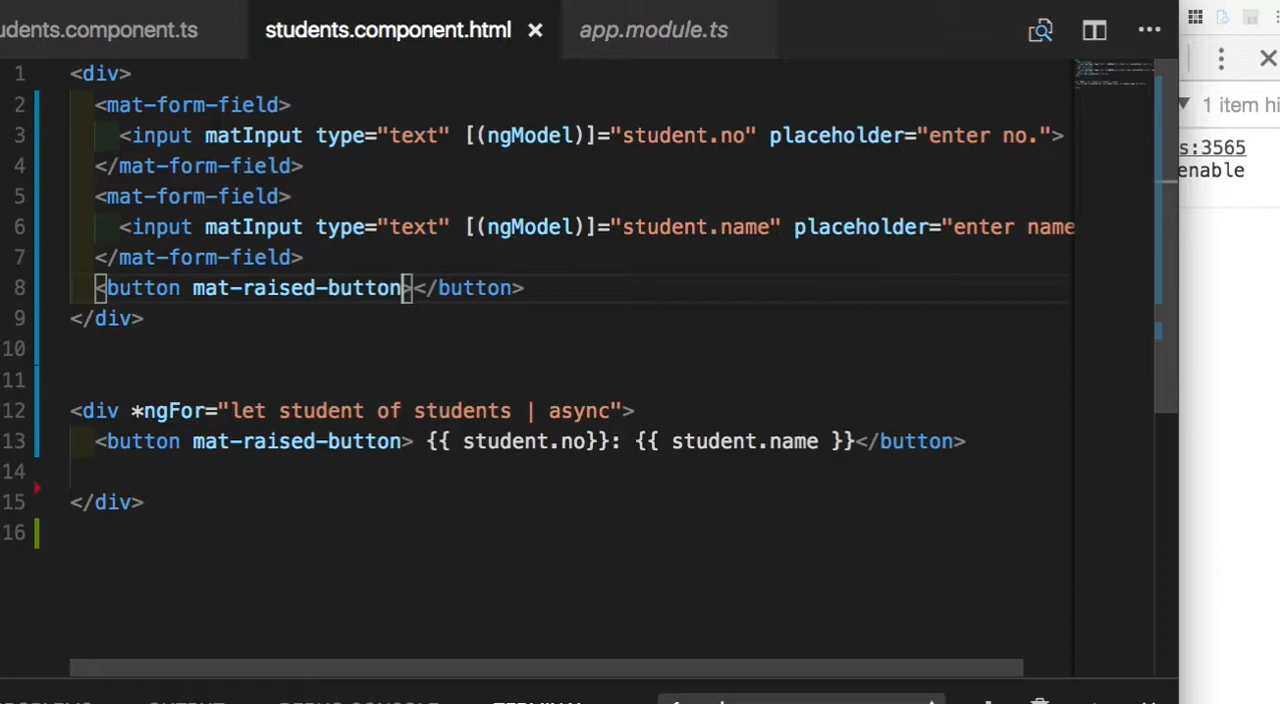 udents.component.ts students.component.html app.module.ts
1 item hi
1 <div>
2 <mat-form-field>
3 <input matInput type="text" [(ngModel)]="student.no" placeholder="enter no.">
s:3565
4 </mat-form-field>
enable
5 <mat-form-field>
6 <input matInput type="text" [(ngModel)]="student.name" placeholder="enter name
7 </mat-form-field>
8 <button mat-raised-button></button>
9 </div>
10
11
12 <div *ngFor="let student of students | async">
13 <button mat-raised-button> {{ student.no}}: {{ student.name }}</button>
14
15 </div>
16